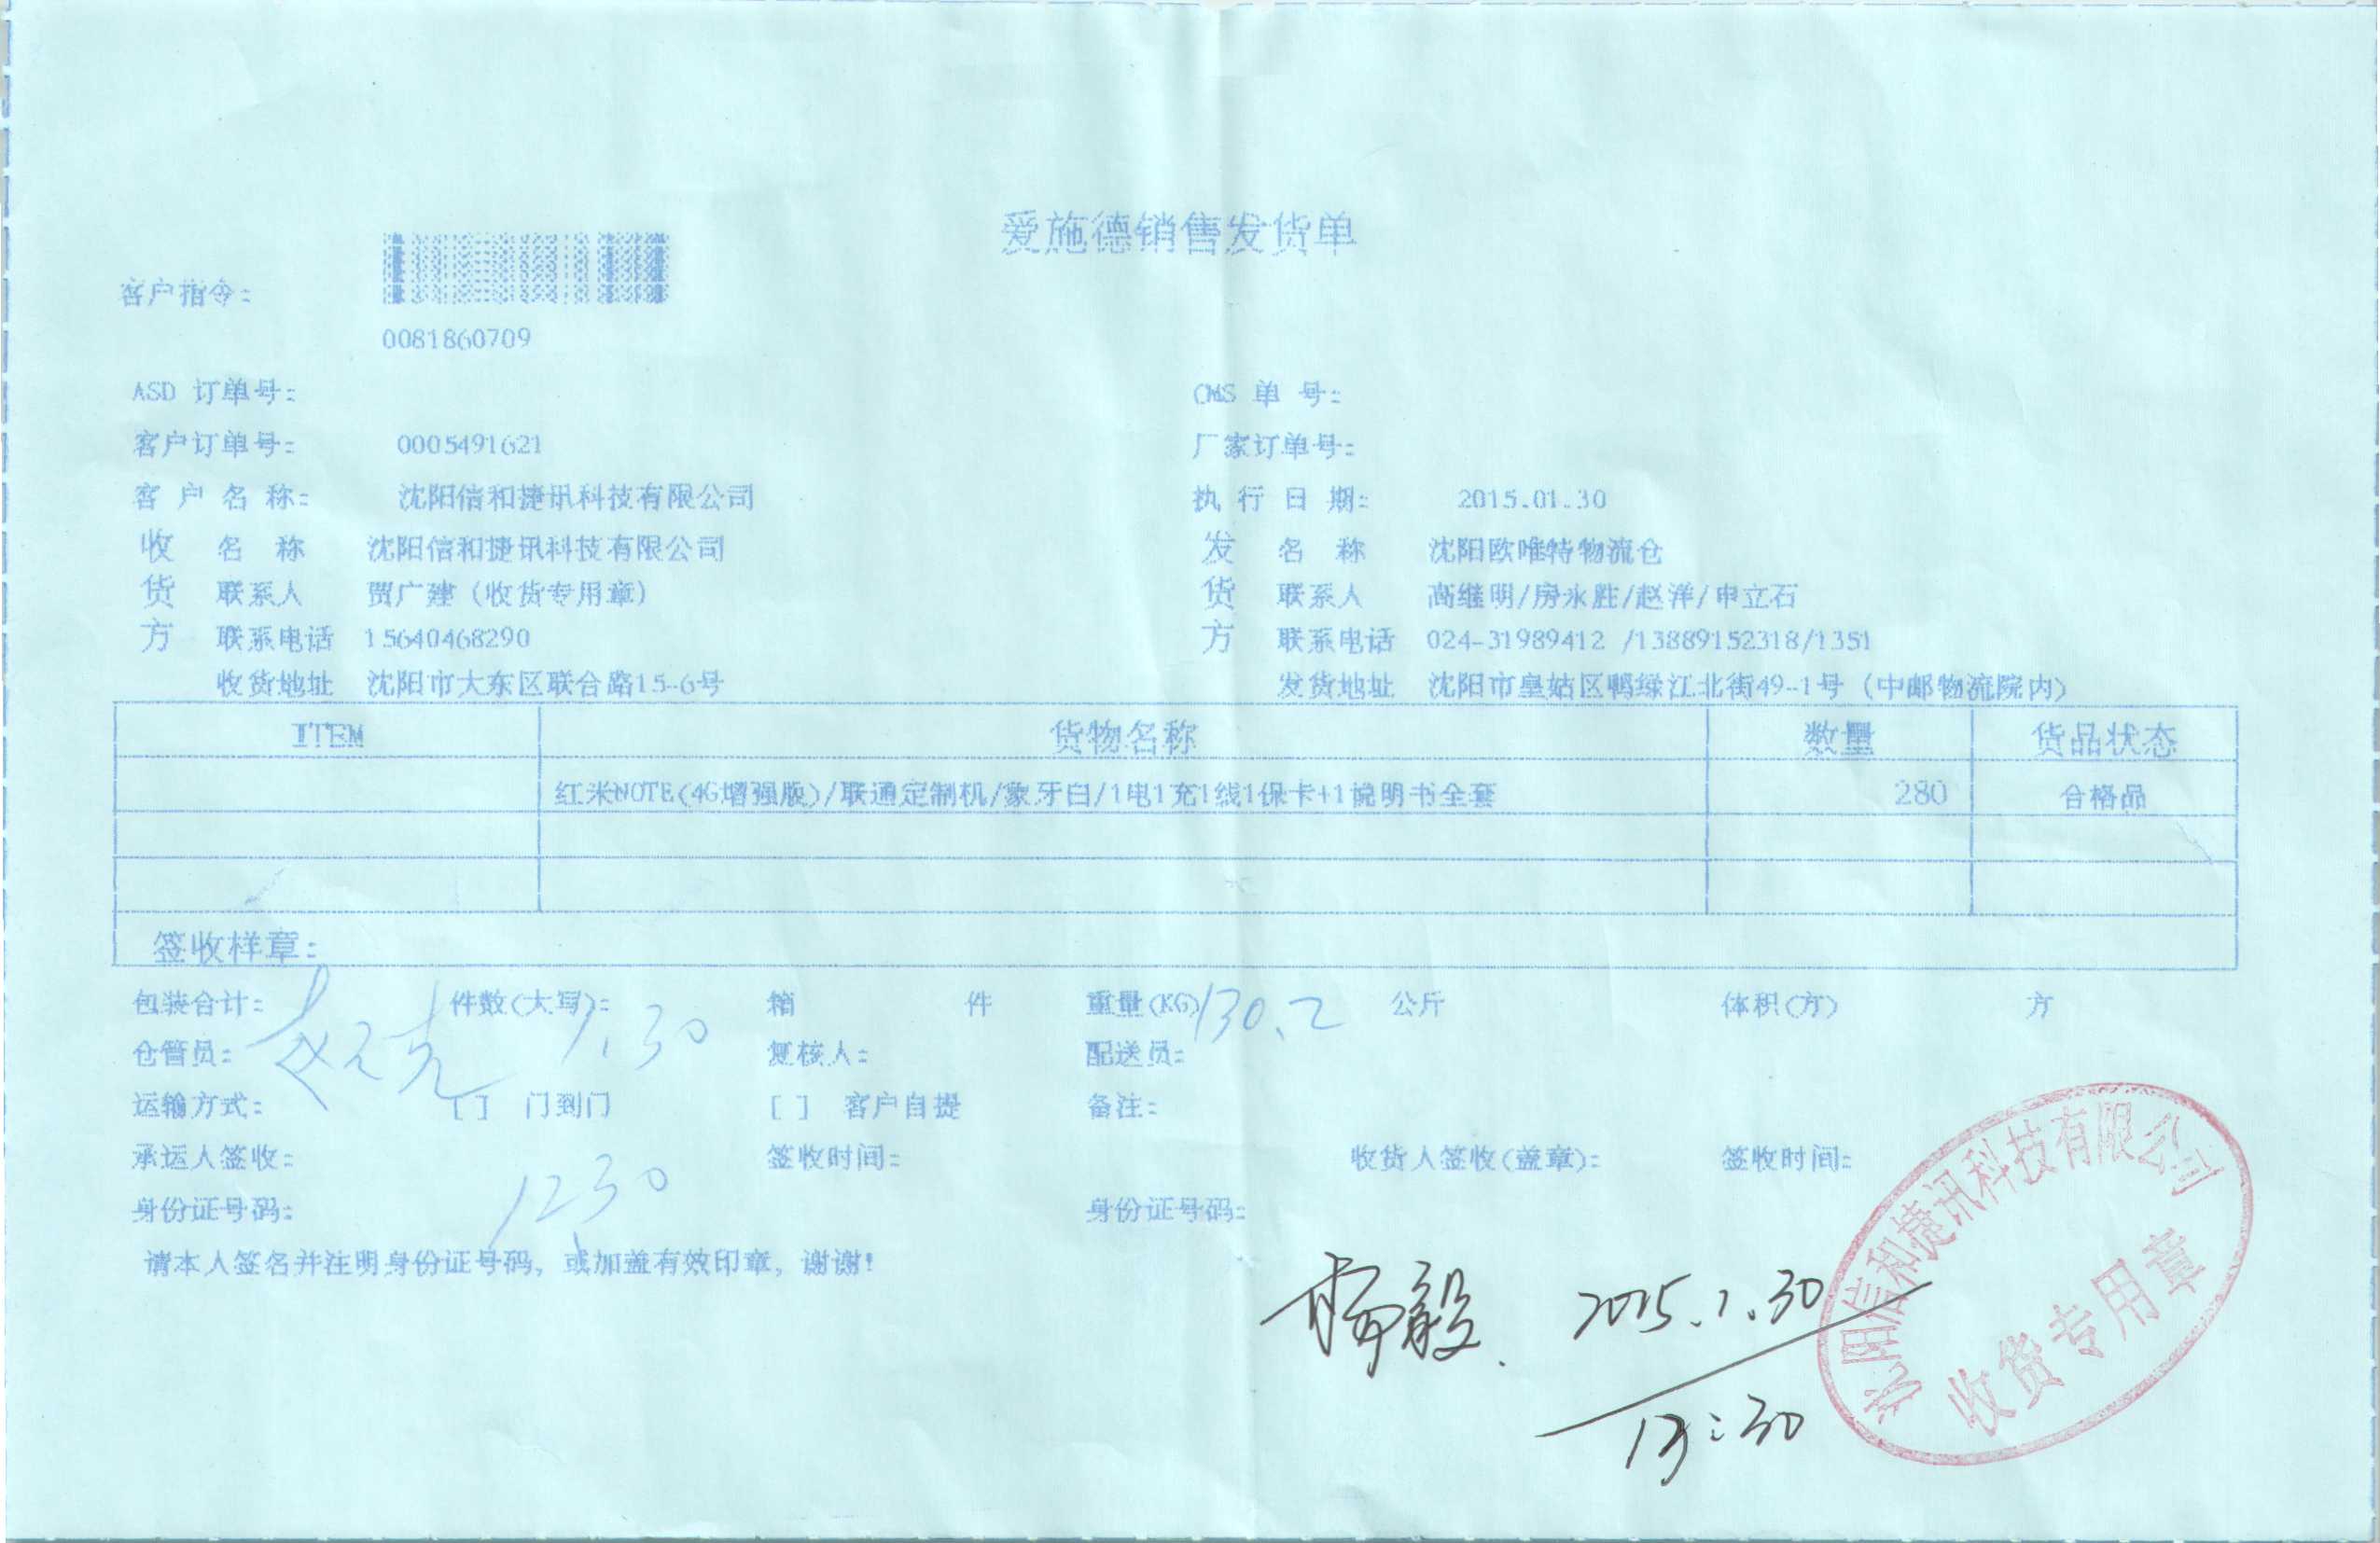 爱施德销售发货单
客户指令:
0081860709
ASD 订单号: CMS 单 号:
客户订单号: 0005491621 厂家订单号:
客 户 名 称: 沈阳信和捷讯科技有限公司 执 行 日 期: 2015.01.30
收 名 称 沈阳信和捷讯科技有限公司 发 名 称 沈阳欧唯特物流仓
货 联系人 贾广建(收货专用章) 货 联系人 高继明/房永胜/赵洋/申立石
方 联系电话 15640468290 方 联系电话 024-31989412 /13889152318/1351
收货地址 沈阳市大东区联合路15-6号 发货地址 沈阳市皇姑区鸭绿江北街49-1号(中邮物流院内)
ITEM 货物名称 数量 货品状态
红米NOTE(4G增强版)/联通定制机/象牙白/1电1充1线1保卡+1说明书全套 280 合格品
签收样章:
包装合计: 件数(大写): 箱 件 重量(KG) 130.2 公斤 体积(方) 方
仓管员: 1.30 复核人: 配送员:
运输方式: [ ] 门到门 [ ] 客户自提 备注:
承运人签收: 签收时间: 收货人签收(盖章): 签收时间:
身份证号码: 1230 身份证号码:
请本人签名并注明身份证号码, 或加盖有效印章, 谢谢!
2015.1.30
13:30
沈阳信和捷讯科技有限公司
收货专用章